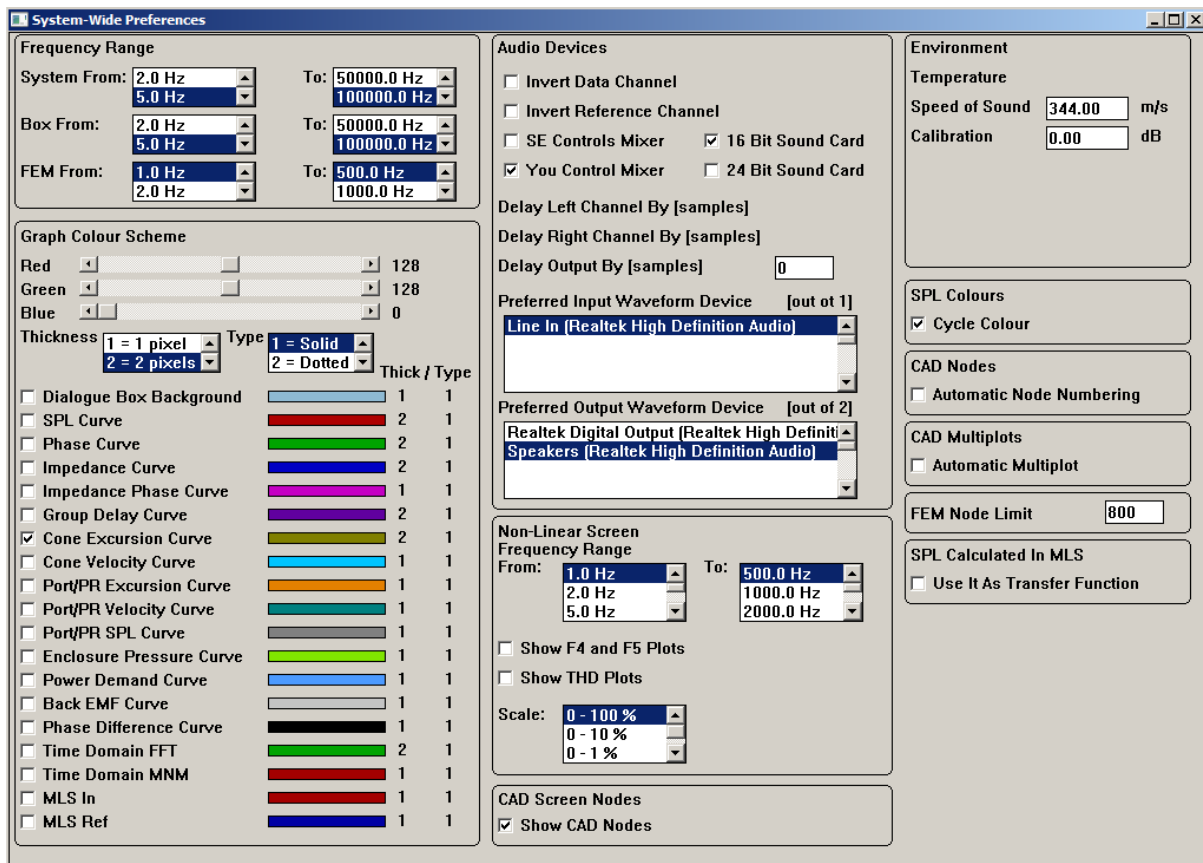 System-Wide Preferences
Frequency Range
System From: 2.0 Hz To: 50000.0 Hz
5.0 Hz 100000.0 Hz
Box From: 2.0 Hz To: 50000.0 Hz
5.0 Hz 100000.0 Hz
FEM From: 1.0 Hz To: 500.0 Hz
2.0 Hz 1000.0 Hz
Graph Colour Scheme
Red 128
Green 128
Blue 0
Thickness 1 = 1 pixel Type 1 = Solid
2 = 2 pixels 2 = Dotted
Thick / Type
Dialogue Box Background 1 1
SPL Curve 2 1
Phase Curve 2 1
Impedance Curve 2 1
Impedance Phase Curve 1 1
Group Delay Curve 2 1
Cone Excursion Curve 2 1
Cone Velocity Curve 1 1
Port/PR Excursion Curve 1 1
Port/PR Velocity Curve 1 1
Port/PR SPL Curve 1 1
Enclosure Pressure Curve 1 1
Power Demand Curve 1 1
Back EMF Curve 1 1
Phase Difference Curve 1 1
Time Domain FFT 2 1
Time Domain MNM 1 1
MLS In 1 1
MLS Ref 1 1
Audio Devices
Invert Data Channel
Invert Reference Channel
SE Controls Mixer 16 Bit Sound Card
You Control Mixer 24 Bit Sound Card
Delay Left Channel By [samples]
Delay Right Channel By [samples]
Delay Output By [samples] 0
Preferred Input Waveform Device [out ot 1]
Line In (Realtek High Definition Audio)
Preferred Output Waveform Device [out of 2]
Realtek Digital Output (Realtek High Definiti
Speakers (Realtek High Definition Audio)
Non-Linear Screen
Frequency Range
From: 1.0 Hz To: 500.0 Hz
2.0 Hz 1000.0 Hz
5.0 Hz 2000.0 Hz
Show F4 and F5 Plots
Show THD Plots
Scale: 0 - 100 %
0 - 10 %
0 - 1 %
CAD Screen Nodes
Show CAD Nodes
Environment
Temperature
Speed of Sound 344.00 m/s
Calibration 0.00 dB
SPL Colours
Cycle Colour
CAD Nodes
Automatic Node Numbering
CAD Multiplots
Automatic Multiplot
FEM Node Limit 800
SPL Calculated In MLS
Use It As Transfer Function